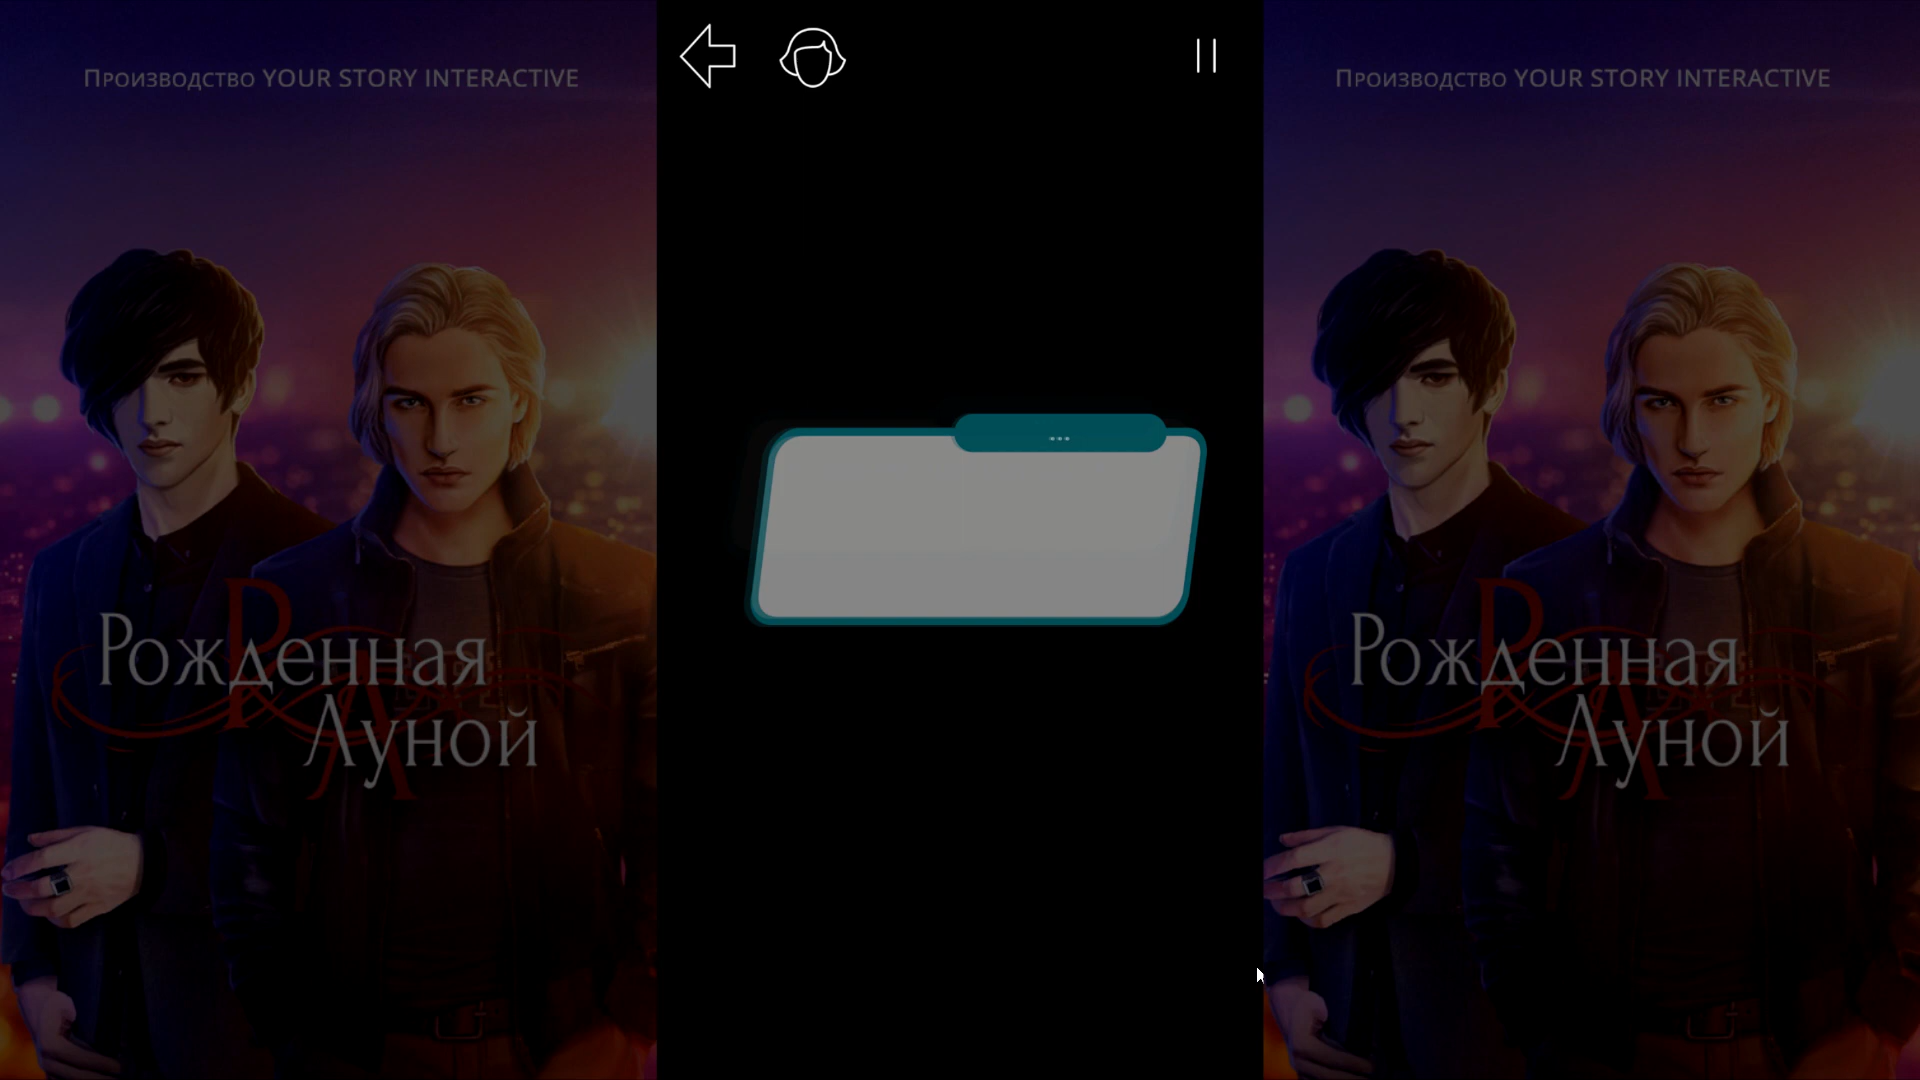 Производство YOUR STORY INTERACTIVE
Рожденная
Луной
...
Производство YOUR STORY INTERACTIVE
Рожденная
Луной